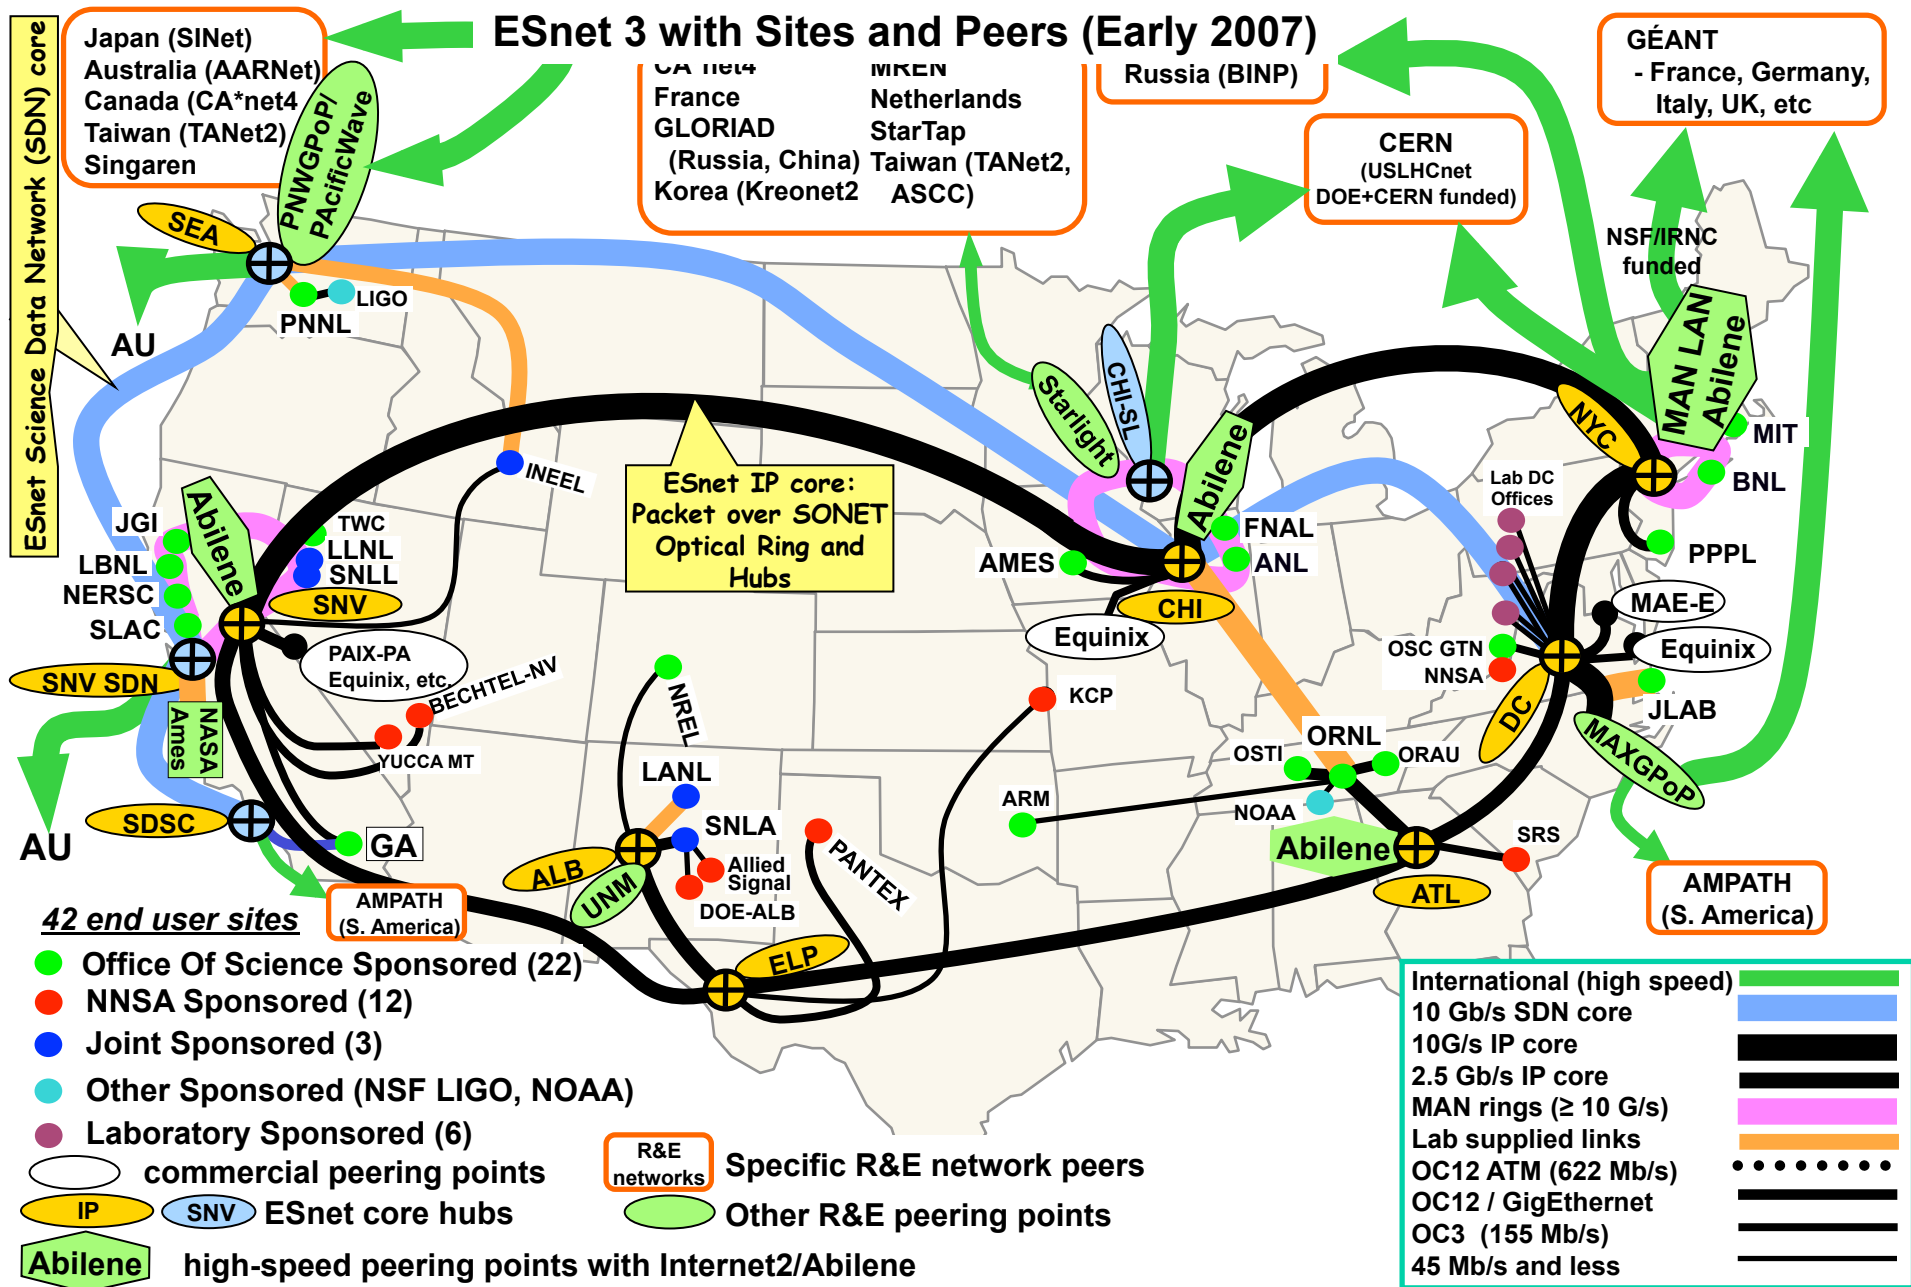 ESnet 3 with Sites and Peers (Early 2007)
ESnet Science Data Network (SDN) core
Japan (SINet)
Australia (AARNet)
Canada (CA*net4
Taiwan (TANet2)
Singaren
PNWGPoP/
PAcificWave
CA*net4
France
GLORIAD
(Russia, China)
Korea (Kreonet2
MREN
Netherlands
StarTap
Taiwan (TANet2,
ASCC)
Russia (BINP)
CERN
(USLHCnet
DOE+CERN funded)
GÉANT
- France, Germany,
Italy, UK, etc
NSF/IRNC
funded
SEA
AU
LIGO
PNNL
Starlight
CHI-SL
Abilene
NYC
MAN LAN
Abilene
MIT
BNL
PPPL
INEEL
ESnet IP core:
Packet over SONET
Optical Ring and
Hubs
Lab DC
Offices
JGI
LBNL
NERSC
SLAC
Abilene
TWC
LLNL
SNLL
SNV
AMES
FNAL
ANL
CHI
Equinix
MAE-E
Equinix
OSC GTN
NNSA
DC
JLAB
MAXGPoP
SNV SDN
NASA
Ames
PAIX-PA
Equinix, etc.
BECHTEL-NV
YUCCA MT
NREL
KCP
LANL
OSTI
ORNL
ORAU
NOAA
ARM
AU
SDSC
GA
SNLA
ALB
UNM
Allied
Signal
DOE-ALB
PANTEX
Abilene
ATL
SRS
ELP
AMPATH
(S. America)
AMPATH
(S. America)
42 end user sites
Office Of Science Sponsored (22)
NNSA Sponsored (12)
Joint Sponsored (3)
Other Sponsored (NSF LIGO, NOAA)
Laboratory Sponsored (6)
commercial peering points
IP
SNV
ESnet core hubs
Abilene
high-speed peering points with Internet2/Abilene
R&E
networks
Specific R&E network peers
Other R&E peering points
International (high speed)
10 Gb/s SDN core
10G/s IP core
2.5 Gb/s IP core
MAN rings (≥ 10 G/s)
Lab supplied links
OC12 ATM (622 Mb/s)
OC12 / GigEthernet
OC3 (155 Mb/s)
45 Mb/s and less